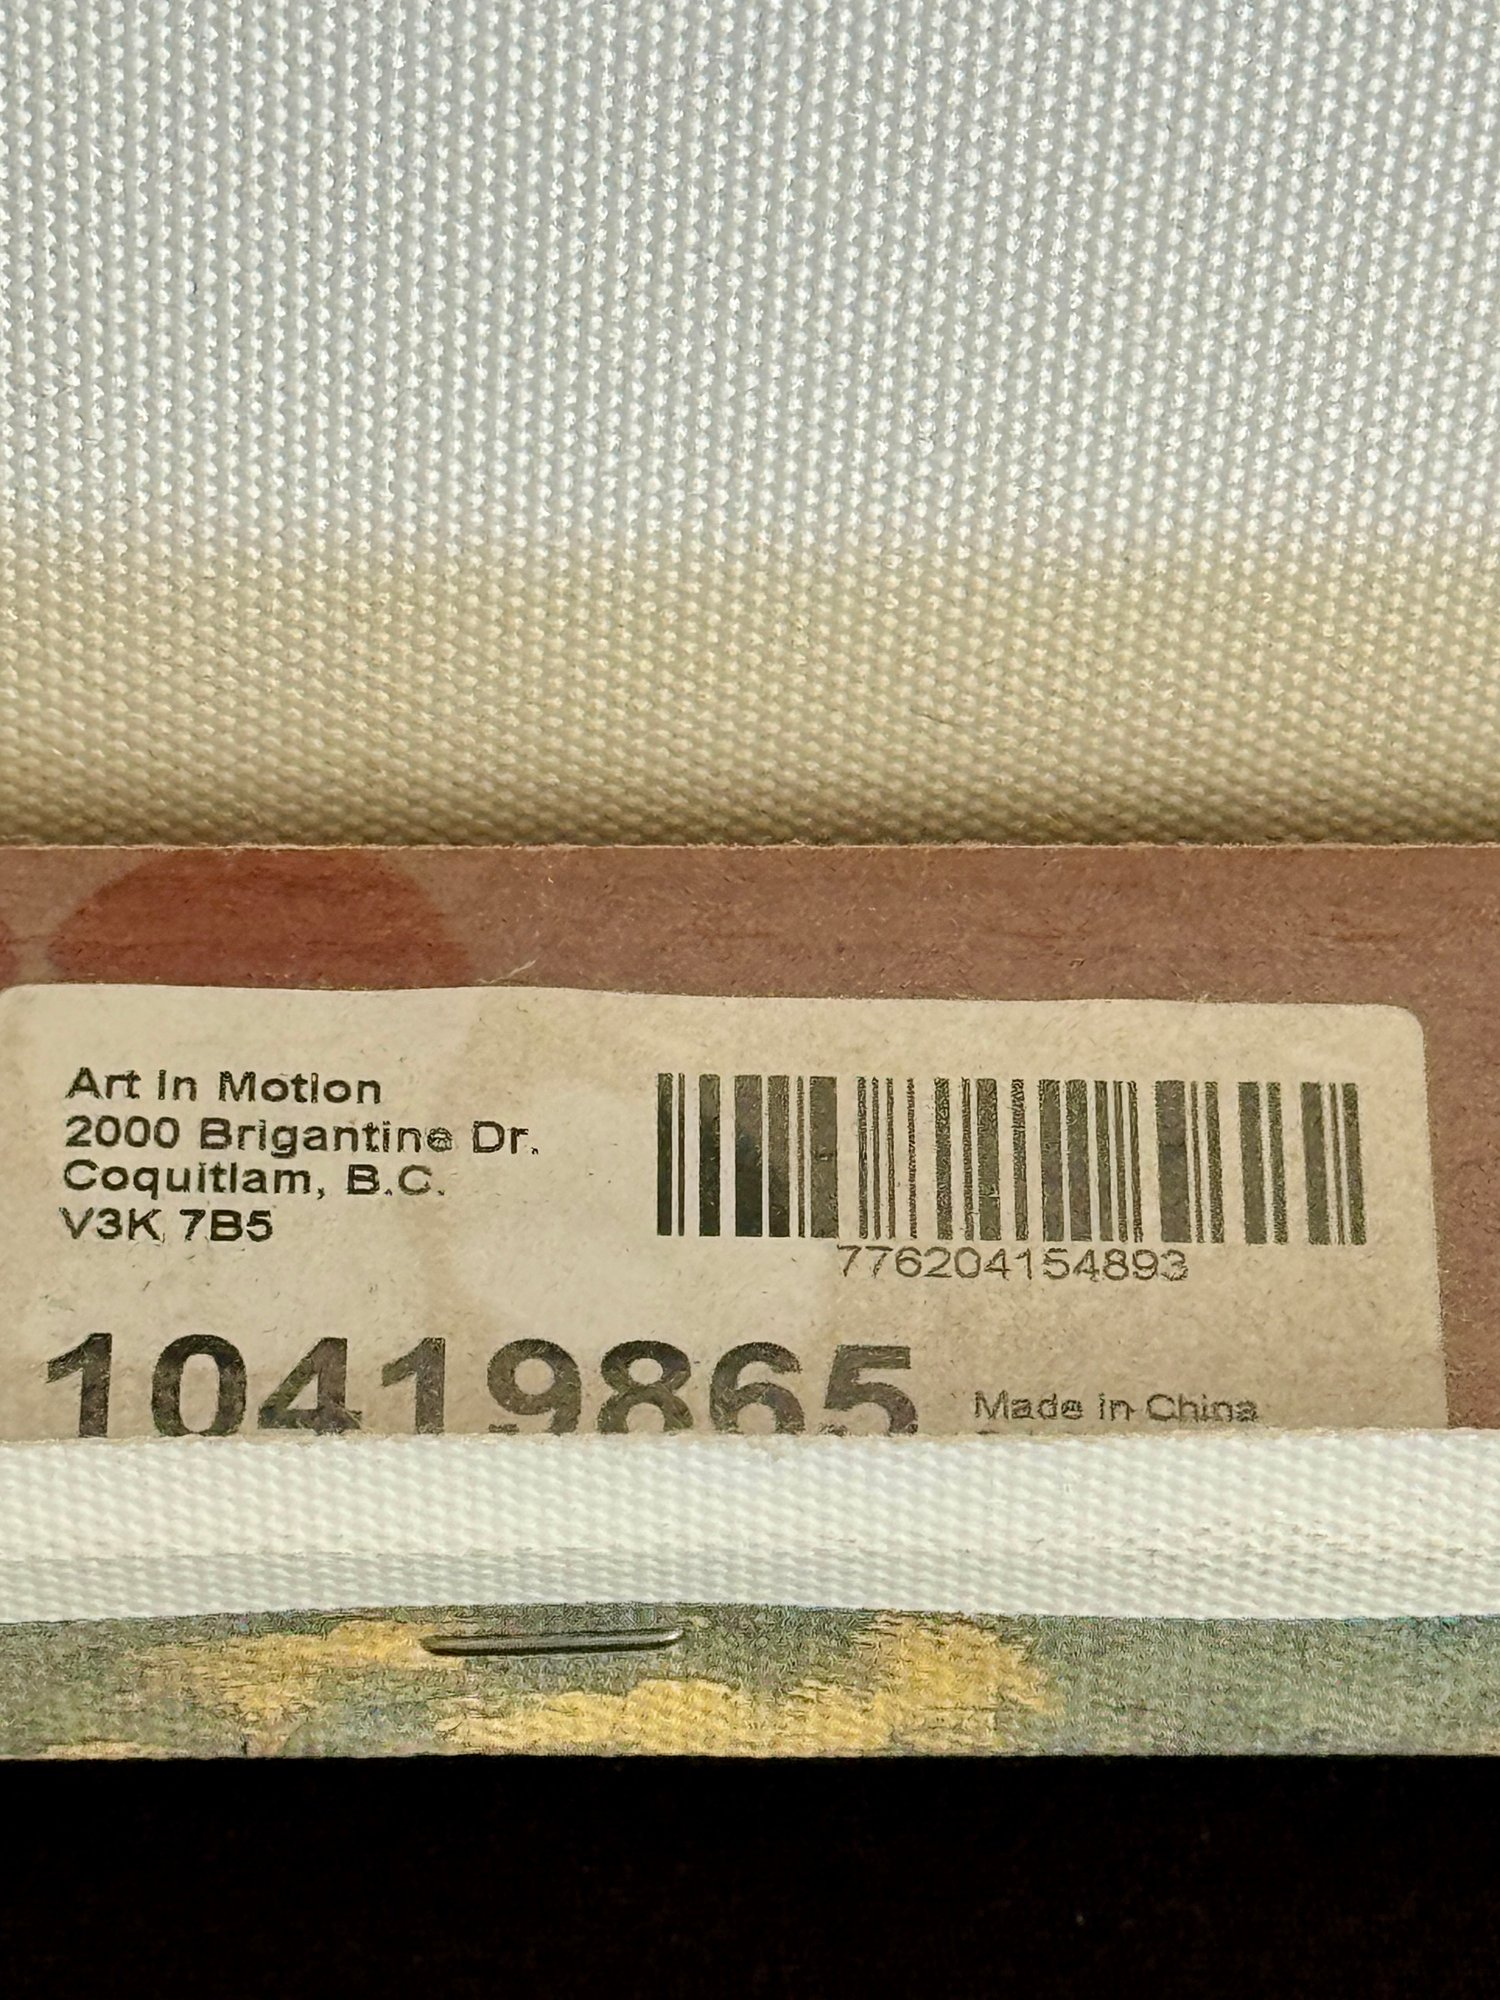 Art in Motion
2000 Brigantine Dr.
Coquitlam, B.C.
V3K 7B5
776204154893
10419865
Made in China